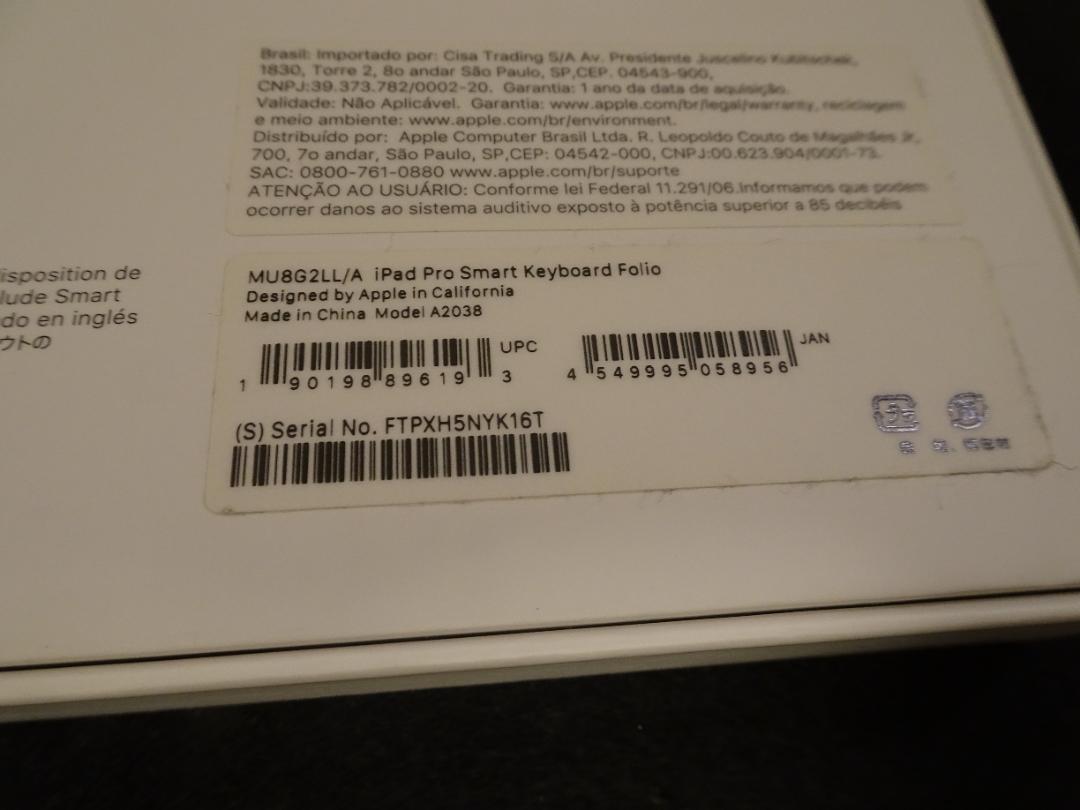 Brasil: Importado por: Cisa Trading S/A Av. Presidente Juscelino Kubitschek,
1830, Torre 2, 8o andar São Paulo, SP,CEP. 04543-900,
CNPJ:39.373.782/0002-20. Garantia: 1 ano da data de aquisição.
Validade: Não Aplicável. Garantia: www.apple.com/br/legal/warranty, reciclagem
e meio ambiente: www.apple.com/br/environment.
Distribuído por: Apple Computer Brasil Ltda. R. Leopoldo Couto de Magalhães Jr,
700, 7o andar, São Paulo, SP,CEP: 04542-000, CNPJ:00.623.904/0001-73.
SAC: 0800-761-0880 www.apple.com/br/suporte
ATENÇÃO AO USUÁRIO: Conforme lei Federal 11.291/06.Informamos que podem
ocorrer danos ao sistema auditivo exposto à potência superior a 85 decibéis
isposition de
lude Smart
do en inglés
ウトの
MU8G2LL/A iPad Pro Smart Keyboard Folio
Designed by Apple in California
Made in China Model A2038
1 90198 89619 3 UPC
4 549995 058956 JAN
(S) Serial No. FTPXH5NYK16T